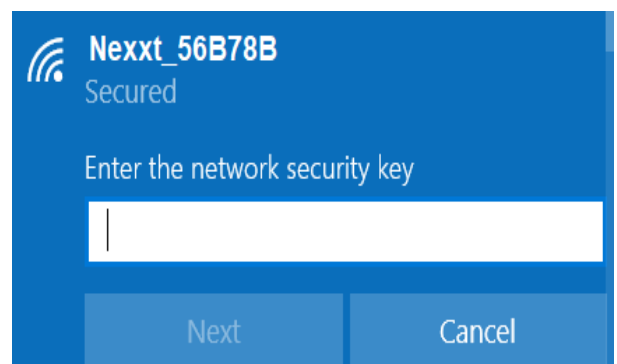 Nexxt_56B78B
Secured
Enter the network security key
Next
Cancel